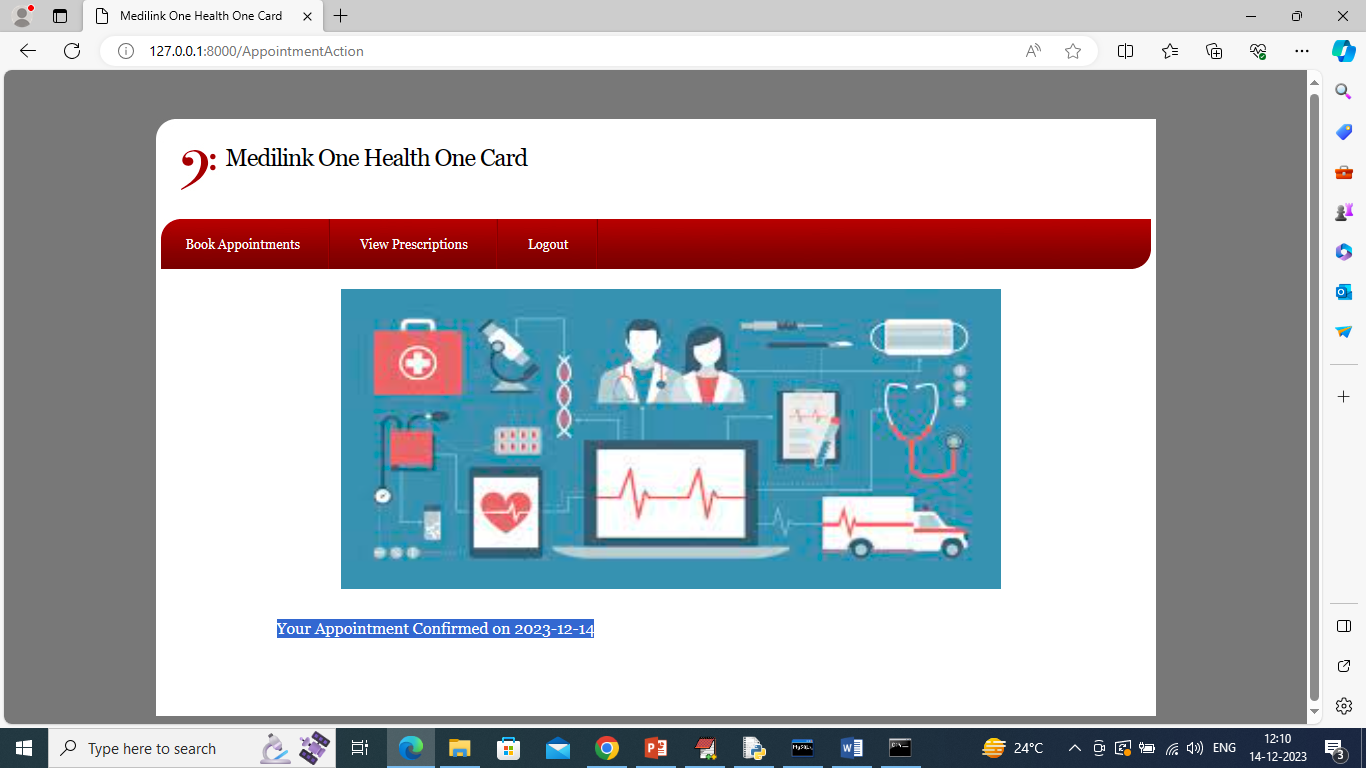 Medilink One Health One Card
127.0.0.1:8000/AppointmentAction
Medilink One Health One Card
Book Appointments
View Prescriptions
Logout
Your Appointment Confirmed on 2023-12-14
Type here to search
24°C
ENG
12:10
14-12-2023
3